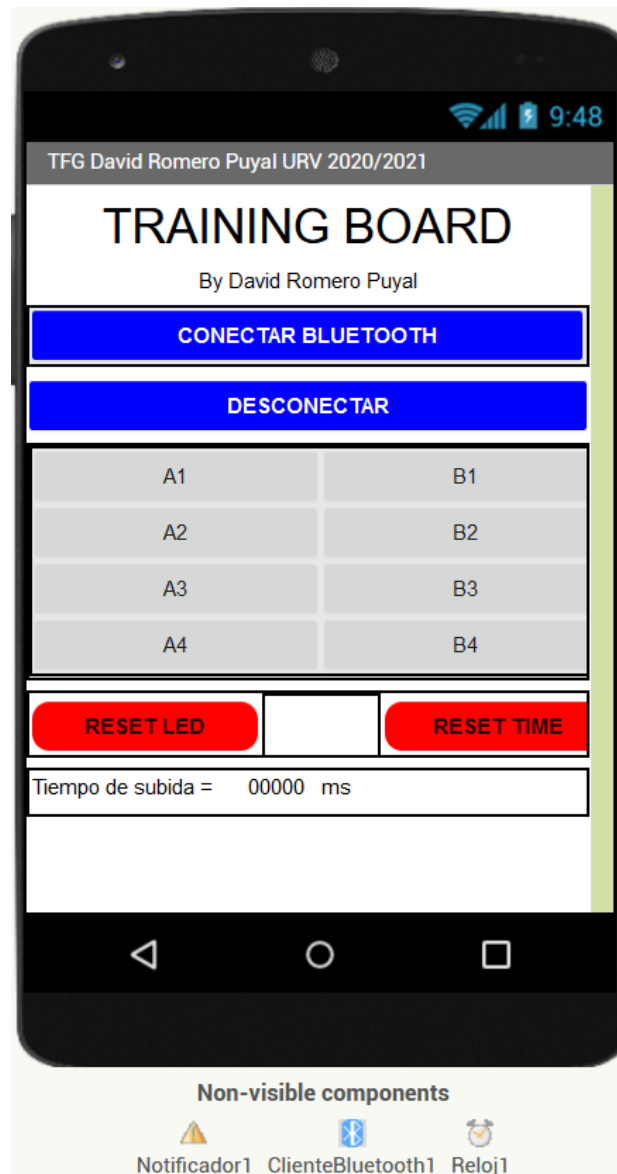 9:48
TFG David Romero Puyal URV 2020/2021
TRAINING BOARD
By David Romero Puyal
CONECTAR BLUETOOTH
DESCONECTAR
A1 B1
A2 B2
A3 B3
A4 B4
RESET LED RESET TIME
Tiempo de subida = 00000 ms
Non-visible components
Notificador1 ClienteBluetooth1 Reloj1